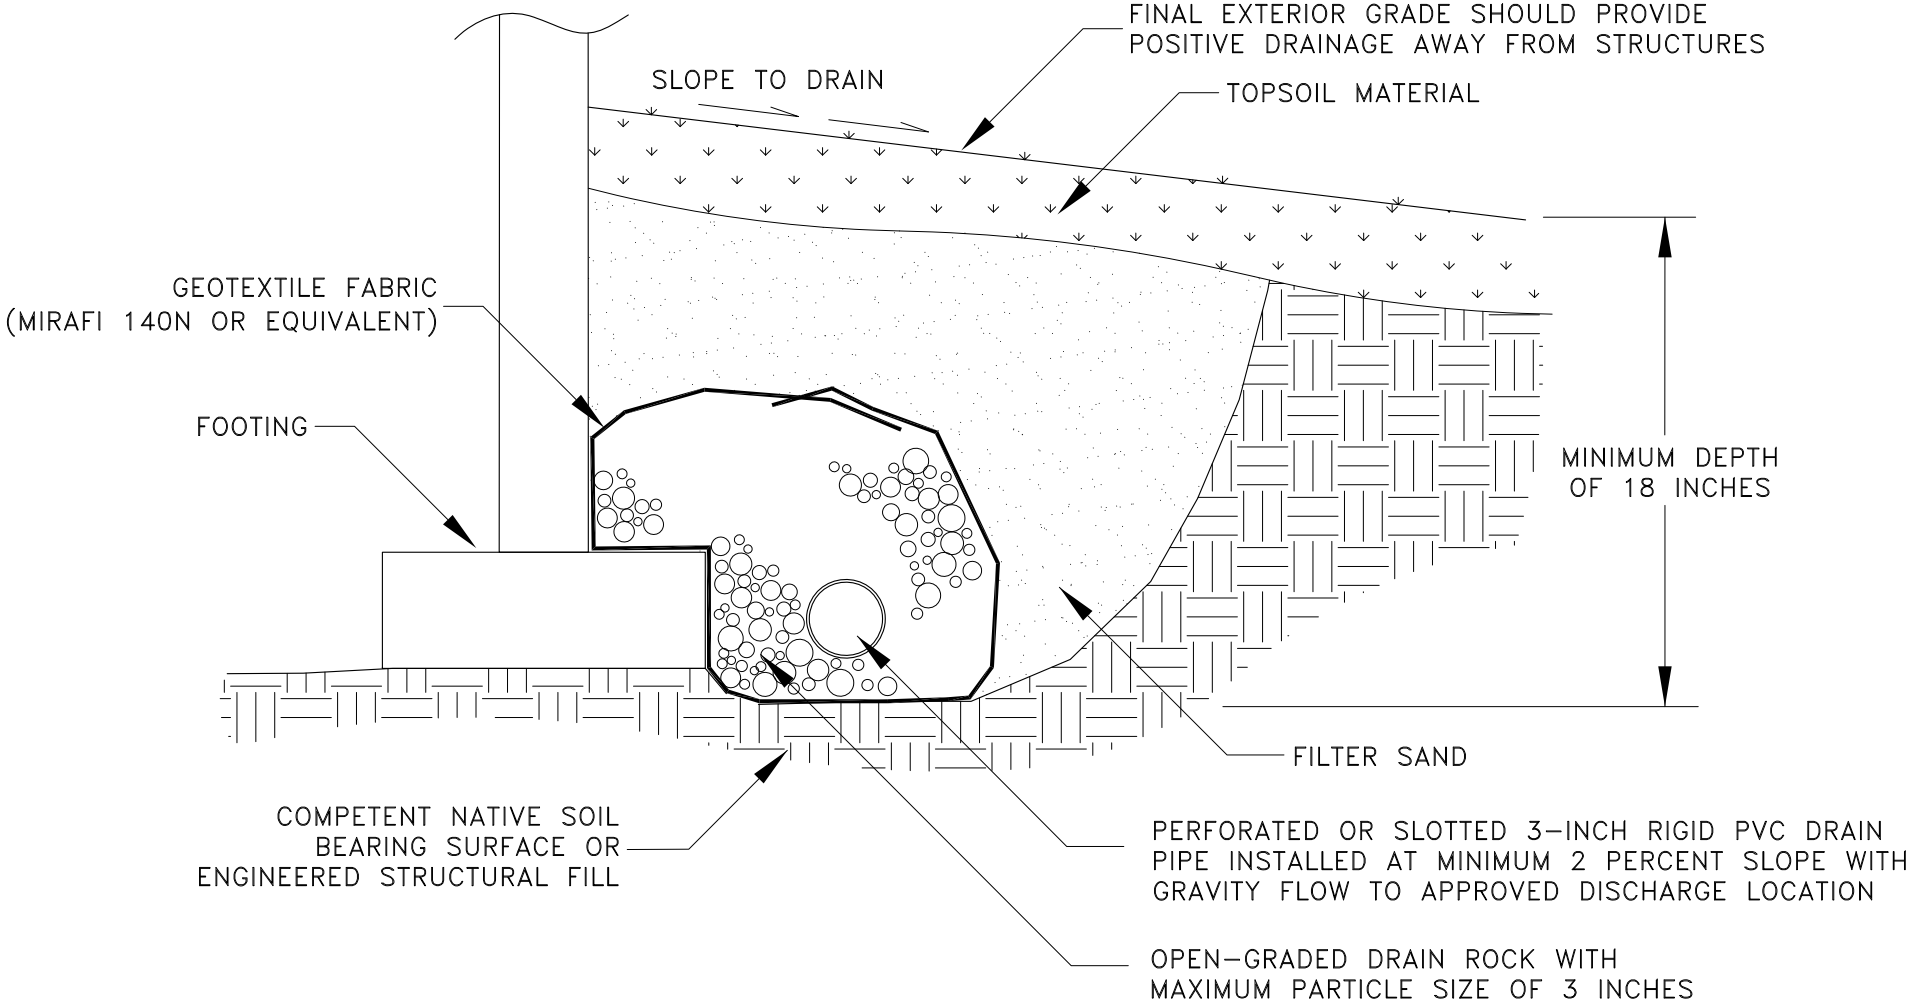 FINAL EXTERIOR GRADE SHOULD PROVIDE
POSITIVE DRAINAGE AWAY FROM STRUCTURES
SLOPE TO DRAIN
TOPSOIL MATERIAL
GEOTEXTILE FABRIC
(MIRAFI 140N OR EQUIVALENT)
FOOTING
MINIMUM DEPTH
OF 18 INCHES
FILTER SAND
COMPETENT NATIVE SOIL
BEARING SURFACE OR
ENGINEERED STRUCTURAL FILL
PERFORATED OR SLOTTED 3-INCH RIGID PVC DRAIN
PIPE INSTALLED AT MINIMUM 2 PERCENT SLOPE WITH
GRAVITY FLOW TO APPROVED DISCHARGE LOCATION
OPEN-GRADED DRAIN ROCK WITH
MAXIMUM PARTICLE SIZE OF 3 INCHES